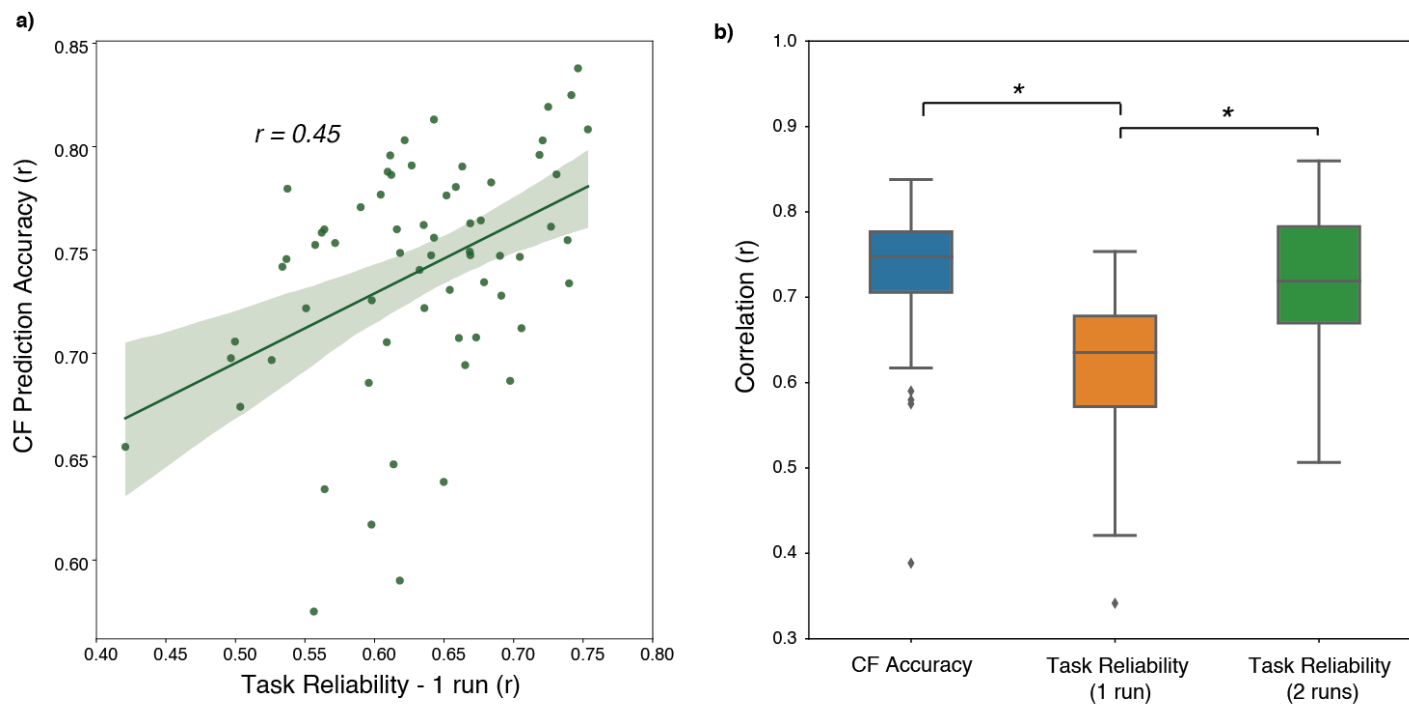 a)
r = 0.45
CF Prediction Accuracy (r)
0.85
0.80
0.75
0.70
0.65
0.60
0.40
0.45
0.50
0.55
0.60
0.65
0.70
0.75
0.80
Task Reliability - 1 run (r)
b)
Correlation (r)
1.0
0.9
0.8
0.7
0.6
0.5
0.4
0.3
*
*
CF Accuracy
Task Reliability
(1 run)
Task Reliability
(2 runs)